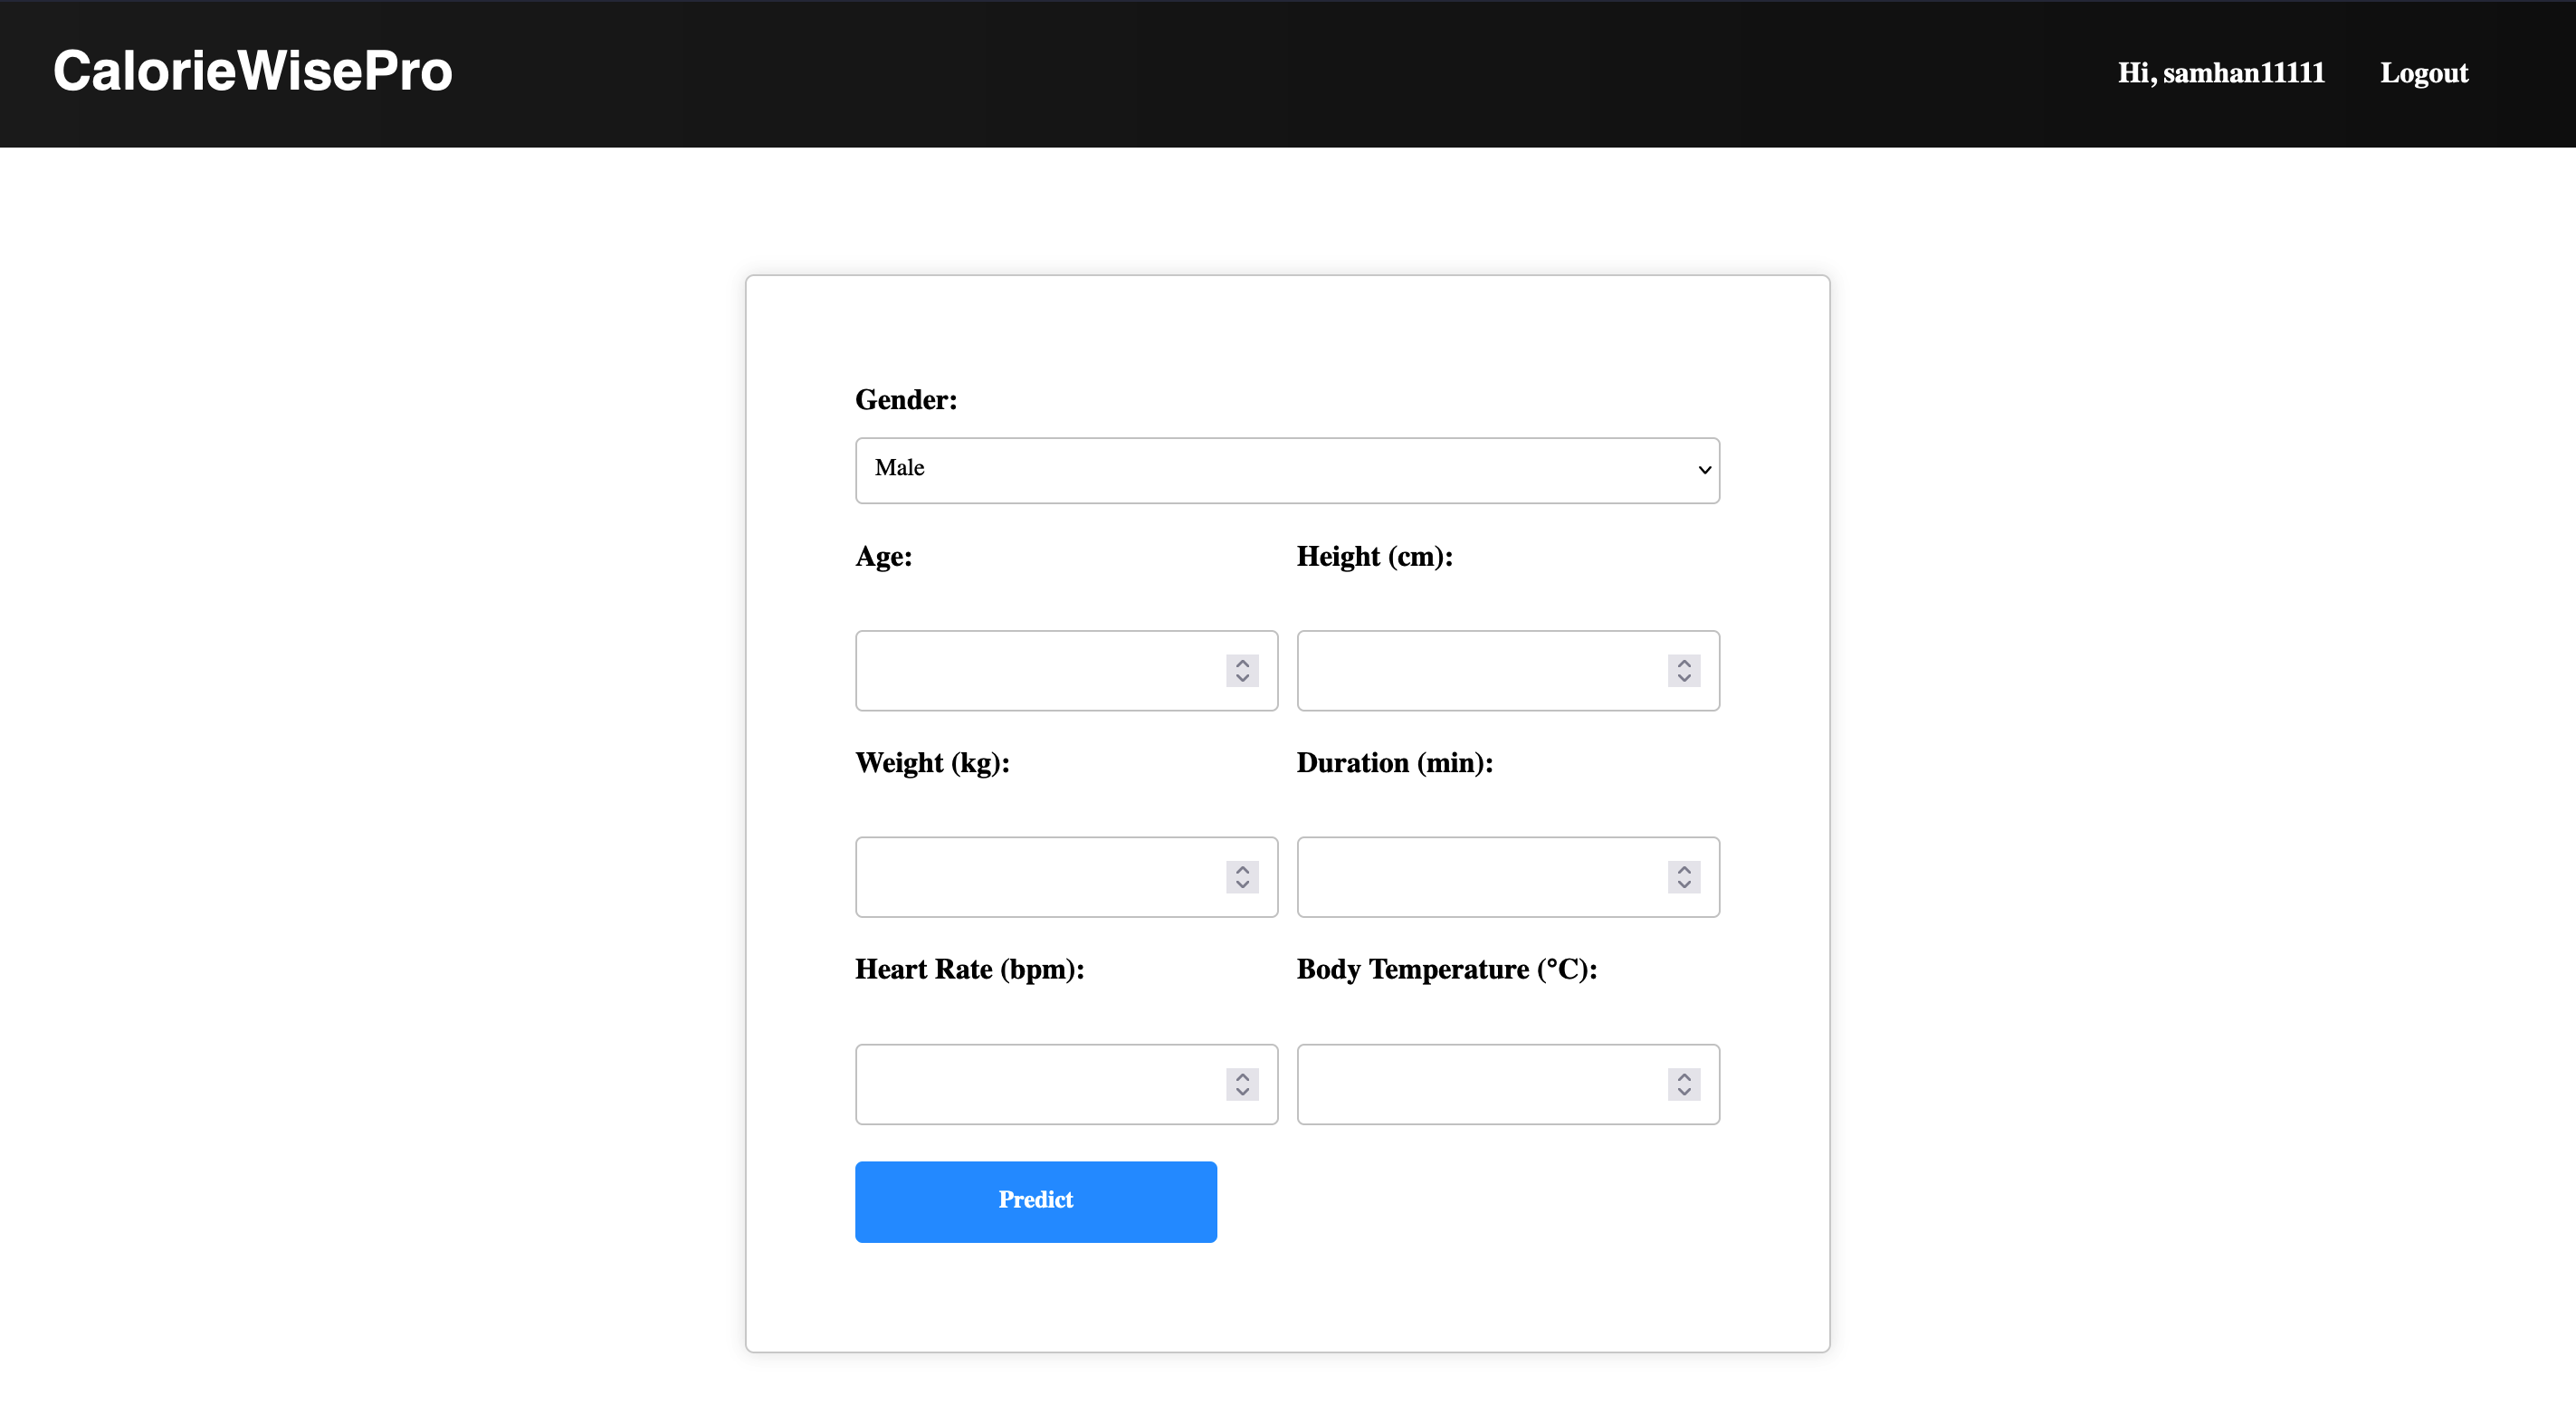 CalorieWisePro
Hi, samhan11111 Logout
Gender:
Male
Age: Height (cm):
Weight (kg): Duration (min):
Heart Rate (bpm): Body Temperature (°C):
Predict